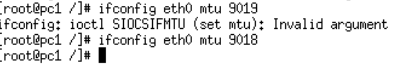 [root@pc1 /]# ifconfig eth0 mtu 9019
ifconfig: ioctl SIOCSIFMTU (set mtu): Invalid argument
[root@pc1 /]# ifconfig eth0 mtu 9018
[root@pc1 /]#